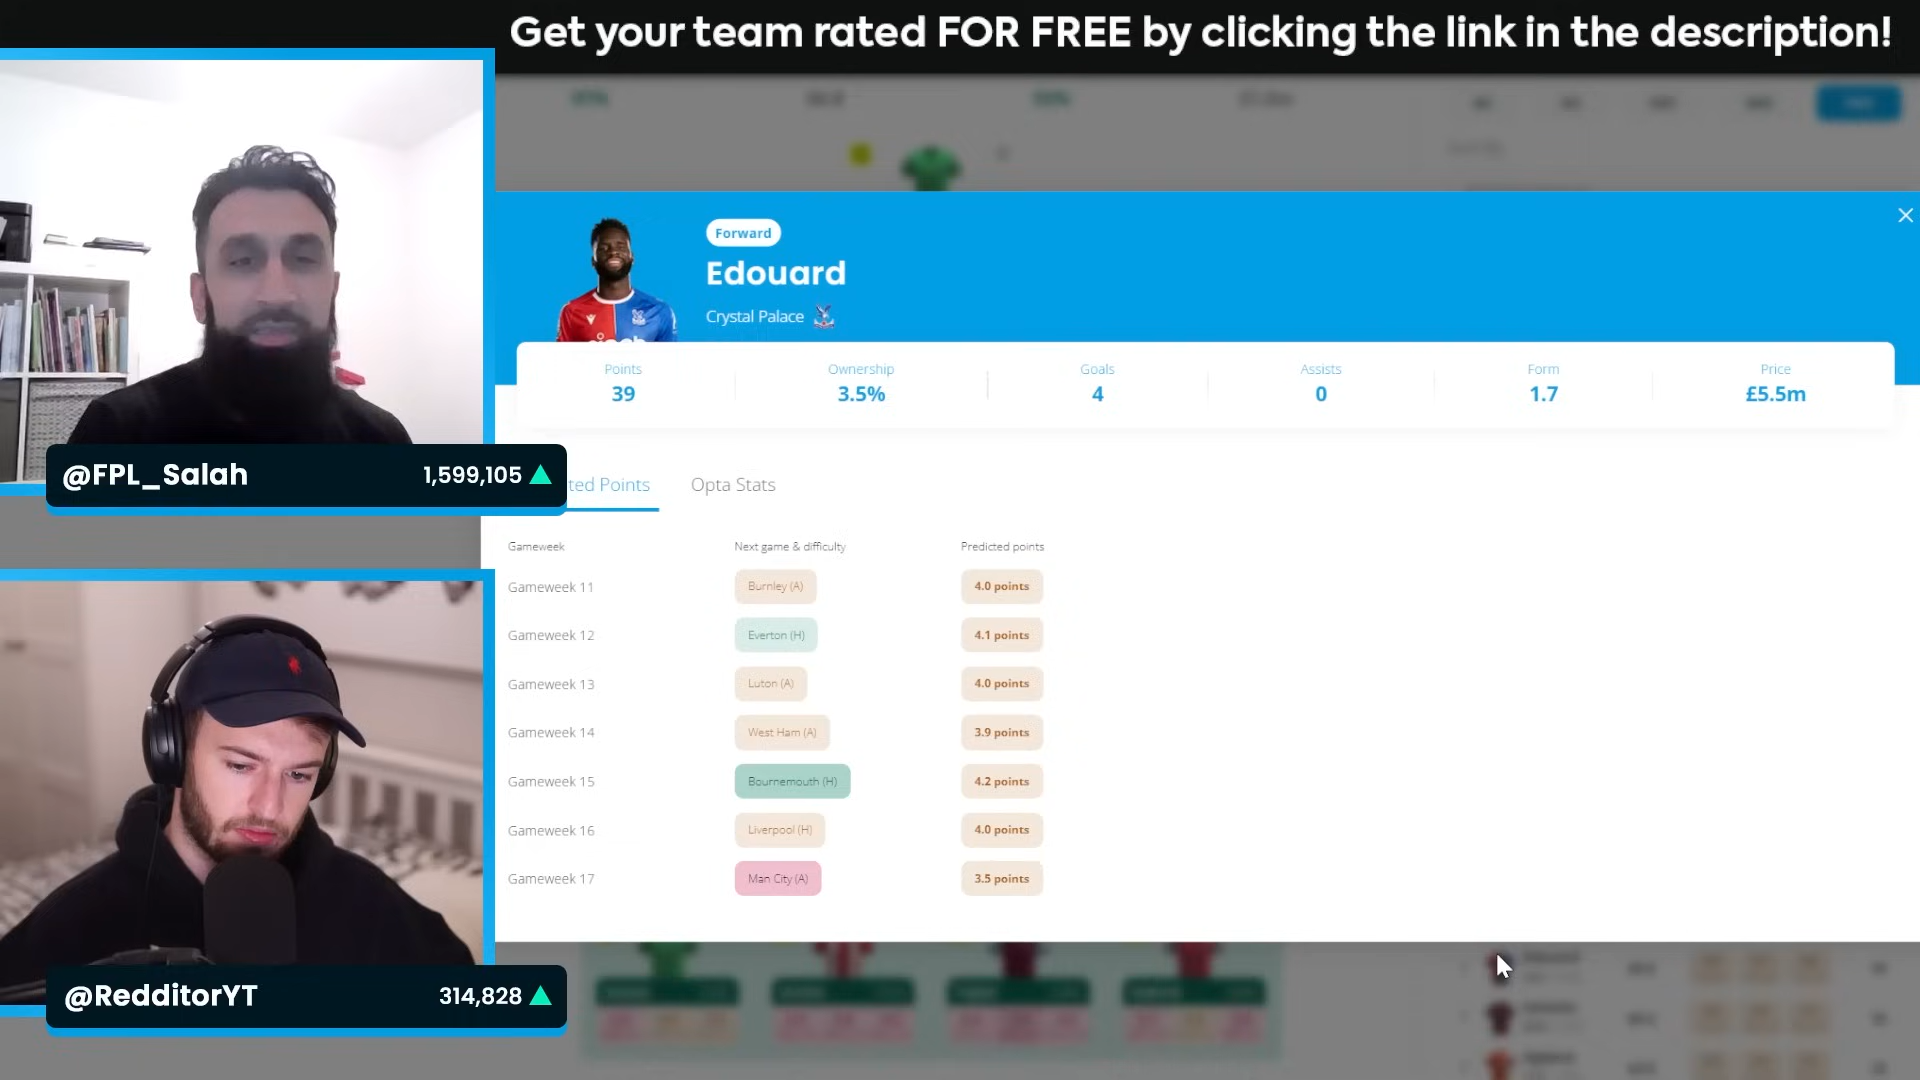 Get your team rated FOR FREE by clicking the link in the description!
Forward
Edouard
Crystal Palace
Points Ownership Goals Assists Form Price
39 3.5% 4 0 1.7 £5.5m
@FPL_Salah 1,599,105
Points Opta Stats
Gameweek Next game & difficulty Predicted points
Gameweek 11 Burnley (A) 4.0 points
Gameweek 12 Everton (H) 4.1 points
Gameweek 13 Luton (A) 4.0 points
Gameweek 14 West Ham (A) 3.9 points
Gameweek 15 Bournemouth (H) 4.2 points
Gameweek 16 Liverpool (H) 4.0 points
Gameweek 17 Man City (A) 3.5 points
@RedditorYT 314,828